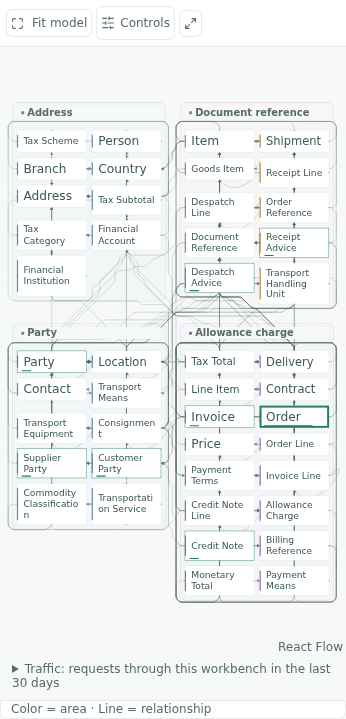 Fit model
Controls
Address
Tax Scheme
Person
Branch
Country
Address
Tax Subtotal
Tax
Category
Financial
Account
Financial
Institution
Document reference
Item
Shipment
Goods Item
Receipt Line
Despatch
Line
Order
Reference
Document
Reference
Receipt
Advice
Despatch
Advice
Transport
Handling
Unit
Party
Party
Location
Contact
Transport
Means
Transport
Equipment
Consignmen
t
Supplier
Party
Customer
Party
Commodity
Classificatio
n
Transportati
on Service
Allowance charge
Tax Total
Delivery
Line Item
Contract
Invoice
Order
Price
Order Line
Payment
Terms
Invoice Line
Credit Note
Line
Allowance
Charge
Credit Note
Billing
Reference
Monetary
Total
Payment
Means
React Flow
▶ Traffic: requests through this workbench in the last
30 days
Color = area · Line = relationship